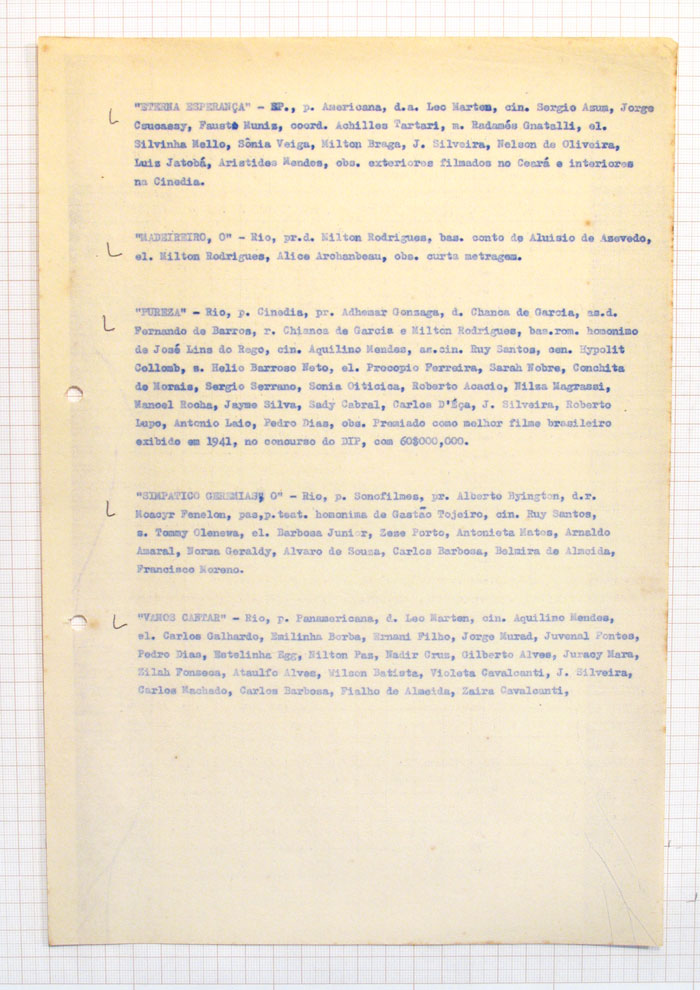 "ETERNA ESPERANÇA" - SP., p. Americana, d.a. Leo Marten, cin. Sergio Asum, Jorge
Csucassy, Fausto Muniz, coord. Achilles Tartari, m. Radamés Gnatalli, el.
Silvinha Mello, Sônia Veiga, Milton Braga, J. Silveira, Nelson de Oliveira,
Luiz Jatobá, Aristides Mendes, obs. exteriores filmados no Ceará e interiores
na Cinedia.
"MADEIREIRO, O" - Rio, pr.d. Milton Rodrigues, bas. conto de Aluisio de Asevedo,
el. Milton Rodrigues, Alice Archanbeau, obs. curta metragem.
"PUREZA" - Rio, p. Cinedia, pr. Adhemar Gonzaga, d. Chanca de Garcia, as.d.
Fernando de Barros, r. Chianca de Garcia e Milton Rodrigues, bas.rom. homonimo
de José Lins do Rego, cin. Aquilino Mendes, as.cin. Ruy Santos, cen. Hypolit
Collomb, s. Helio Barroso Neto, el. Procopio Ferreira, Sarah Nobre, Conchita
de Morais, Sergio Serrano, Sonia Oiticica, Roberto Acacio, Nilza Magrassi,
Manoel Rocha, Jayme Silva, Sady Cabral, Carlos D'Éça, J. Silveira, Roberto
Lupo, Antonio Laio, Pedro Dias, obs. Premiado como melhor filme brasileiro
exibido em 1941, no concurso do DIP, com 60$000,000.
"SIMPATICO GEREMIAS, O" - Rio, p. Sonofilmes, pr. Alberto Byington, d.r.
Moacyr Fenelon, pas,p.teat. homonima de Gastão Tojeiro, cin. Ruy Santos,
s. Tommy Olenewa, el. Barbosa Junior, Zeze Porto, Antonieta Matos, Arnaldo
Amaral, Norma Geraldy, Alvaro de Souza, Carlos Barbosa, Belmira de Almeida,
Francisco Moreno.
"VAMOS CANTAR" - Rio, p. Panamericana, d. Leo Marten, cin. Aquilino Mendes,
el. Carlos Galhardo, Emilinha Borba, Ernani Filho, Jorge Murad, Juvenal Fontes,
Pedro Dias, Estelinha Egg, Nilton Paz, Nadir Cruz, Gilberto Alves, Juracy Mara,
Zilah Fonseca, Ataulfo Alves, Wilson Batista, Violeta Cavalcanti, J. Silveira,
Carlos Machado, Carlos Barbosa, Fialho de Almeida, Zaira Cavalcanti,